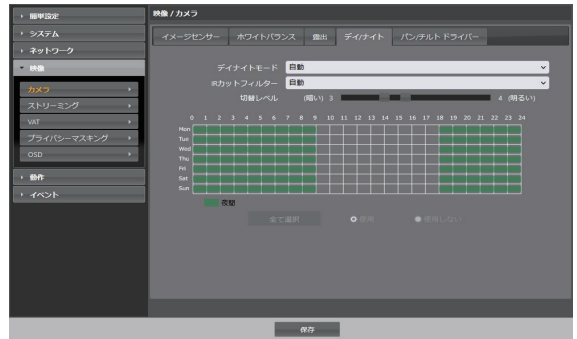 簡単設定
システム
ネットワーク
映像
カメラ
ストリーミング
VAT
プライバシーマスキング
OSD
動作
イベント
映像 / カメラ
イメージセンサー ホワイトバランス 露出 デイ/ナイト パン/チルト ドライバー
デイナイトモード 自動
IRカットフィルター 自動
切替レベル (暗い) 3 4 (明るい)
0 1 2 3 4 5 6 7 8 9 10 11 12 13 14 15 16 17 18 19 20 21 22 23 24
Mon
Tue
Wed
Thu
Fri
Sat
Sun
夜間
全て選択 使用 使用しない
保存